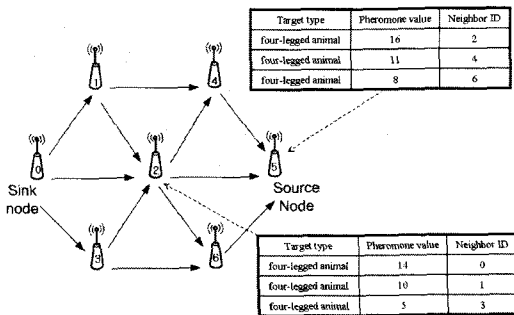 Target type Pheromone value Neighbor ID
four-legged animal 16 2
four-legged animal 11 4
four-legged animal 8 6
1
4
0
2
5
Sink
node
Source
Node
3
6
Target type Pheromone value Neighbor ID
four-legged animal 14 0
four-legged animal 10 1
four-legged animal 5 3